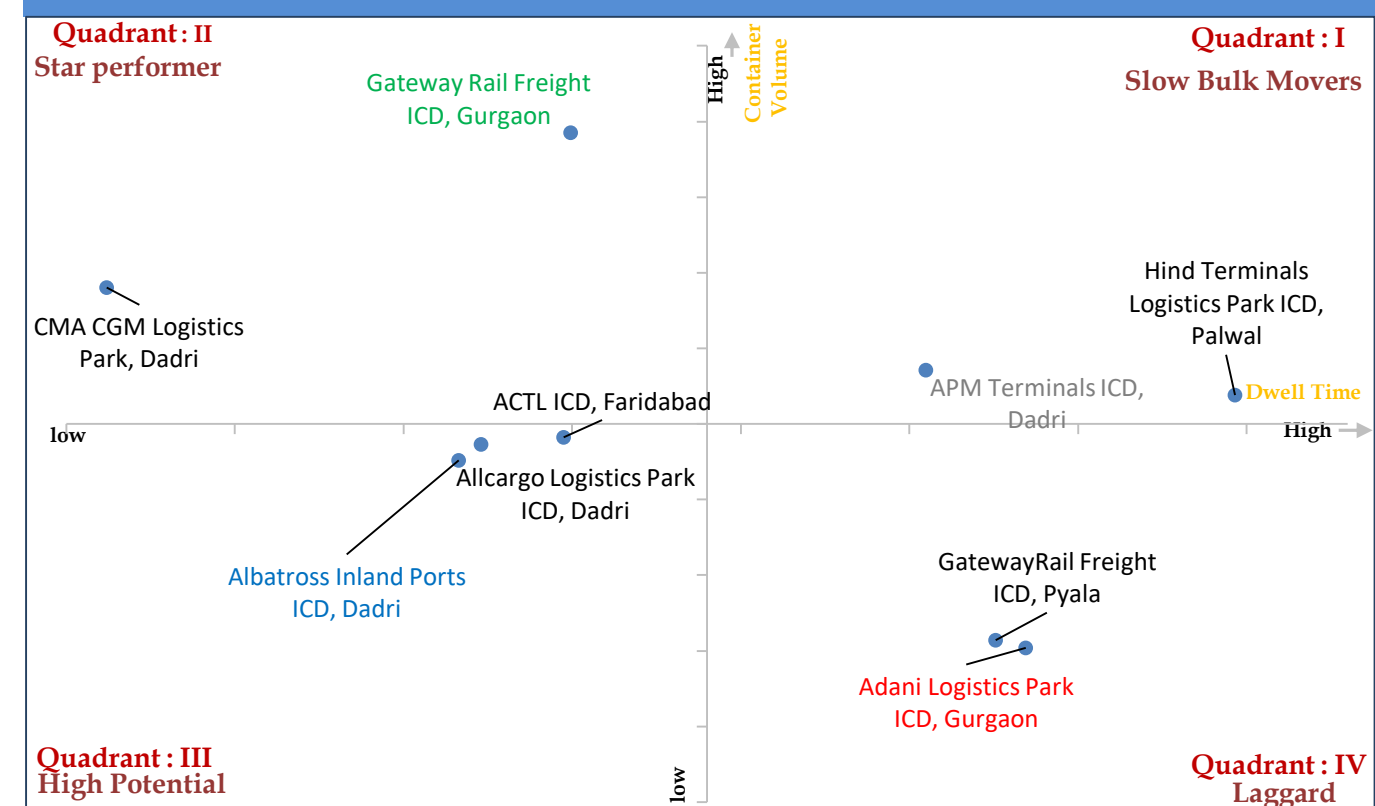 Quadrant : II
Star performer
Quadrant : I
Slow Bulk Movers
High
Container
Volume
Gateway Rail Freight
ICD, Gurgaon
CMA CGM Logistics
Park, Dadri
Hind Terminals
Logistics Park ICD,
Palwal
APM Terminals ICD,
Dadri
Dwell Time
High
low
ACTL ICD, Faridabad
Allcargo Logistics Park
ICD, Dadri
Albatross Inland Ports
ICD, Dadri
GatewayRail Freight
ICD, Pyala
Adani Logistics Park
ICD, Gurgaon
low
Quadrant : III
High Potential
Quadrant : IV
Laggard